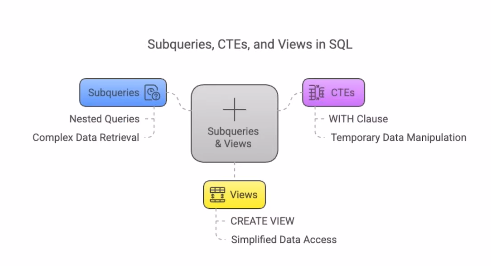 Subqueries, CTEs, and Views in SQL
Subqueries
Nested Queries
Complex Data Retrieval
Subqueries
& Views
CTEs
WITH Clause
Temporary Data Manipulation
Views
CREATE VIEW
Simplified Data Access